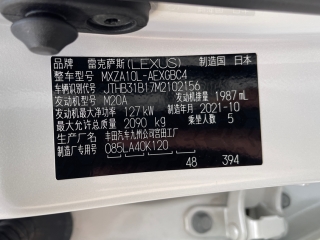 品牌 雷克萨斯(LEXUS) 制造国 日本
整车型号 MXZA10L-AEXGBC4
车辆识别代号 JTHB31B17M2102156
发动机型号 M20A 发动机排量 1987 mL
发动机最大净功率 127 kW 制造年月 2021-10
最大允许总质量 2090 kg 乘坐人数 5
生产厂名 丰田汽车九州公司宫田工厂
制造厂专用号 085LA40K120
48 394